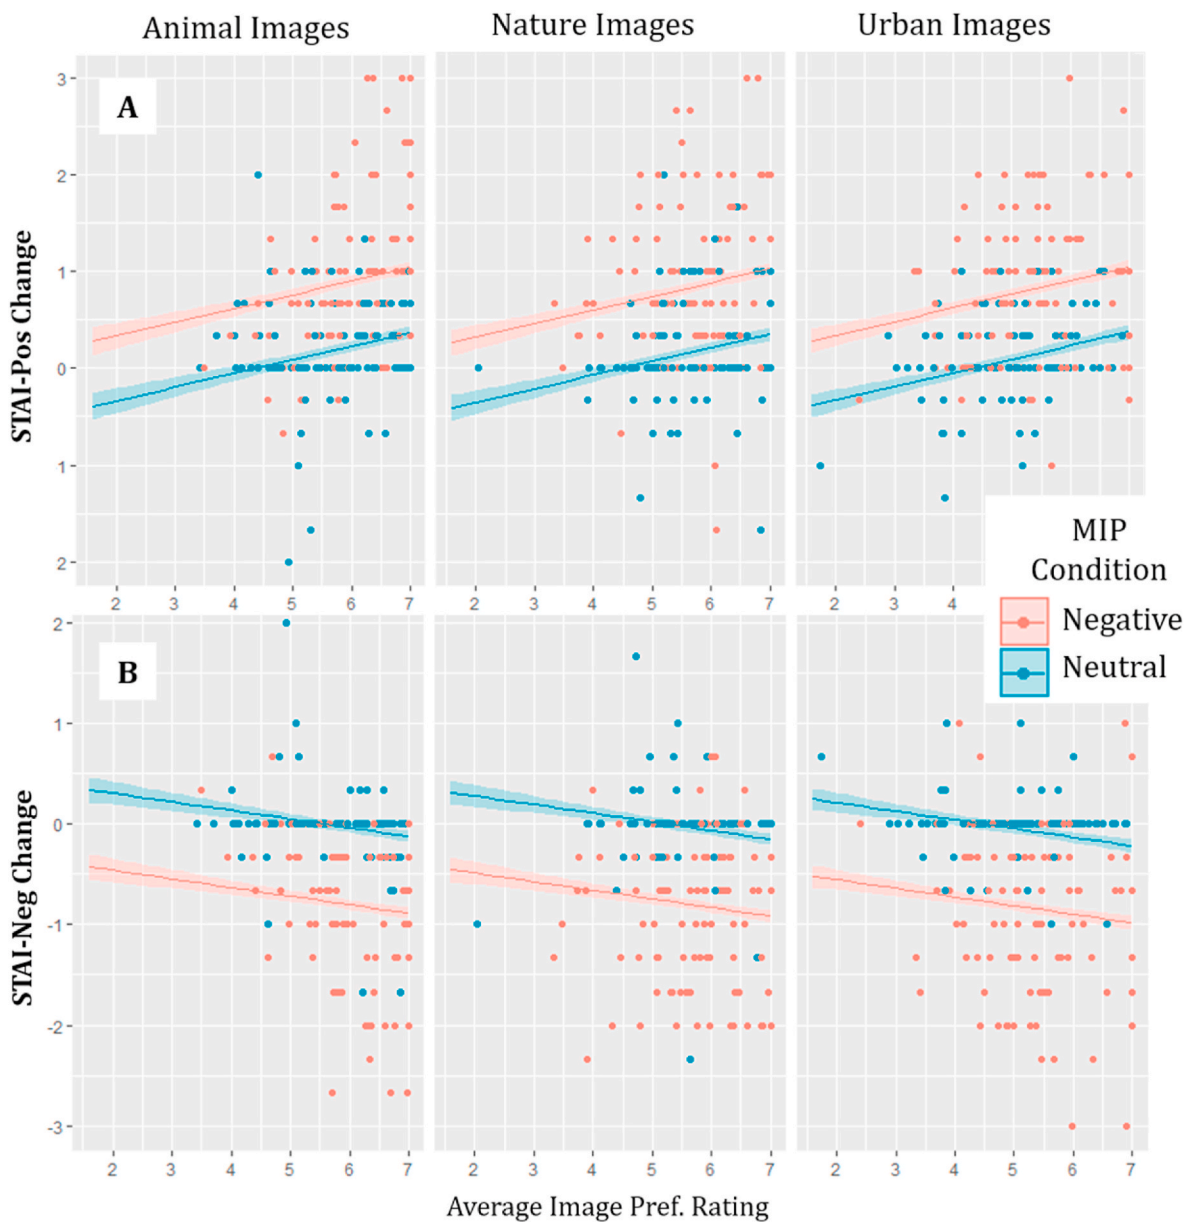 Animal Images Nature Images Urban Images
A
3
2
1
0
1
2
STAI-Pos Change
2 3 4 5 6 7 2 3 4 5 6 7 2 3 4
MIP
Condition
Negative
Neutral
B
2
1
0
-1
-2
-3
STAI-Neg Change
2 3 4 5 6 7 2 3 4 5 6 7 2 3 4 5 6 7
Average Image Pref. Rating